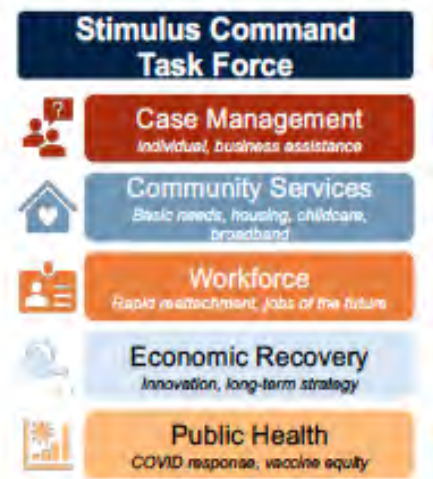 Stimulus Command
Task Force
?
Case Management
Individual, business assistance
Community Services
Basic needs, housing, childcare,
broadband
Workforce
Rapid reattachment, jobs of the future
Economic Recovery
Innovation, long-term strategy
Public Health
COVID response, vaccine equity